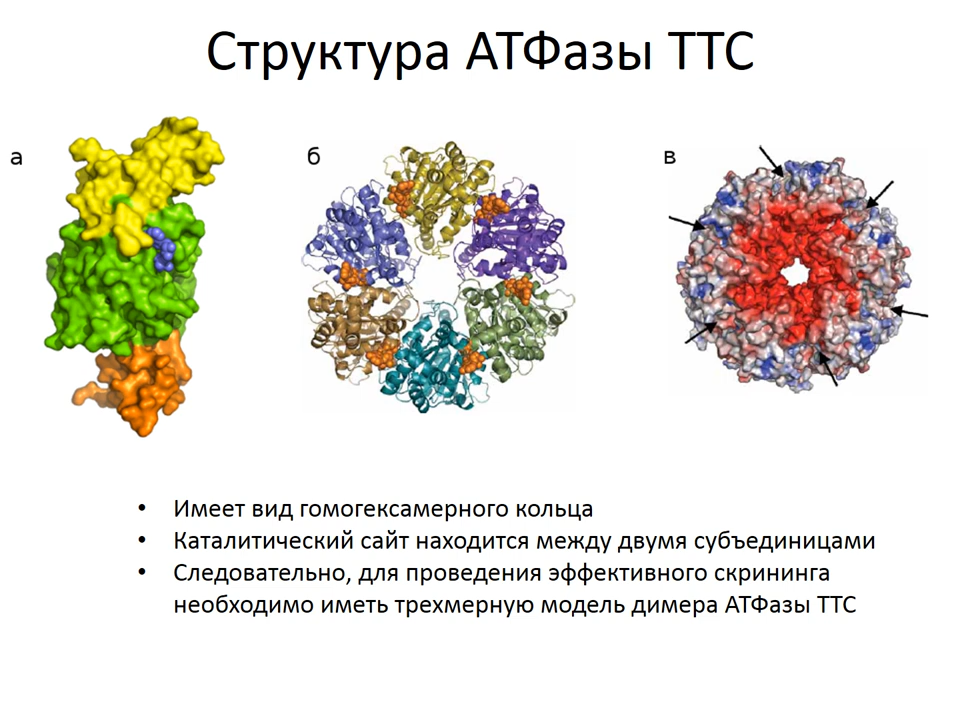 Структура АТФазы ТТС
а
б
в
• Имеет вид гомогексамерного кольца
• Каталитический сайт находится между двумя субъединицами
• Следовательно, для проведения эффективного скрининга
необходимо иметь трехмерную модель димера АТФазы ТТС